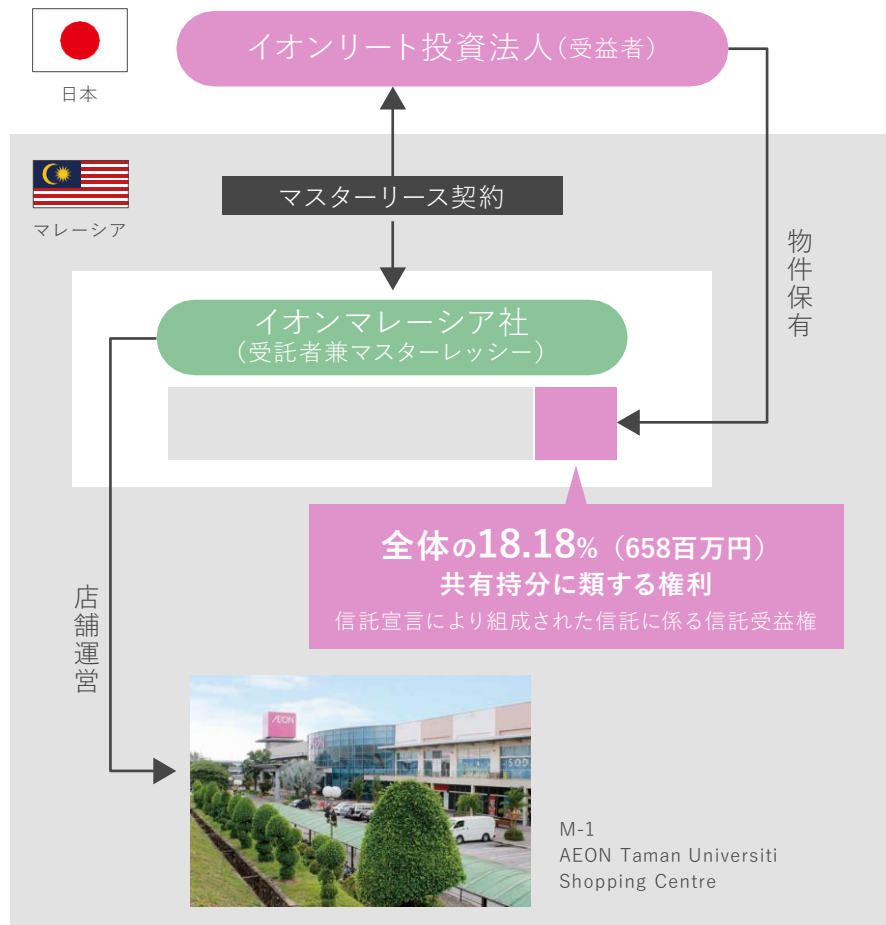 イオンリート投資法人(受益者)
日本
マスターリース契約
マレーシア
物件保有
イオンマレーシア社
(受託者兼マスターレッシー)
全体の18.18%(658百万円)
共有持分に類する権利
信託宣言により組成された信託に係る信託受益権
店舗運営
AEON
M-1
AEON Taman Universiti
Shopping Centre